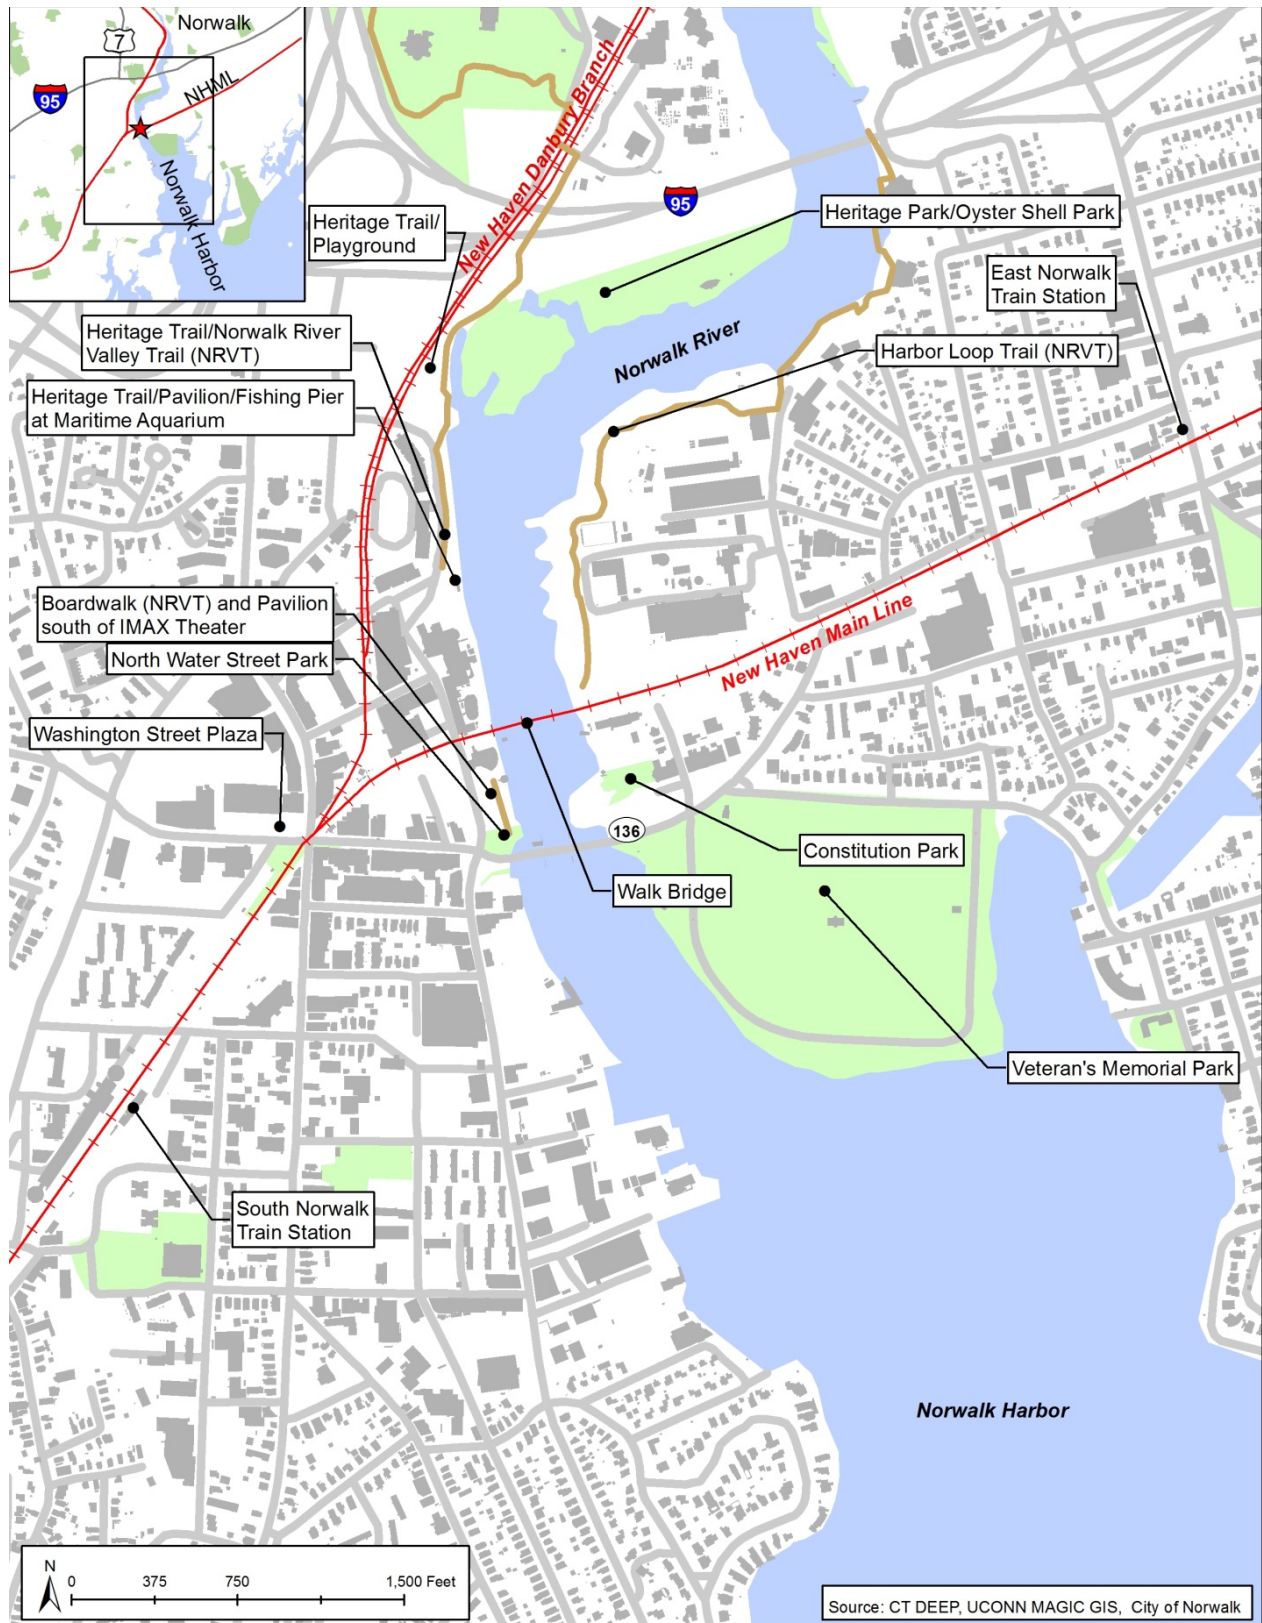 Norwalk
7
95
NHML
Norwalk Harbor
New Haven Danbury Branch
95
Heritage Trail/
Playground
Heritage Park/Oyster Shell Park
East Norwalk
Train Station
Heritage Trail/Norwalk River
Valley Trail (NRVT)
Norwalk River
Harbor Loop Trail (NRVT)
Heritage Trail/Pavilion/Fishing Pier
at Maritime Aquarium
Boardwalk (NRVT) and Pavilion
south of IMAX Theater
New Haven Main Line
North Water Street Park
Washington Street Plaza
136
Constitution Park
Walk Bridge
Veteran's Memorial Park
South Norwalk
Train Station
Norwalk Harbor
N
0 375 750 1,500 Feet
Source: CT DEEP, UCONN MAGIC GIS, City of Norwalk